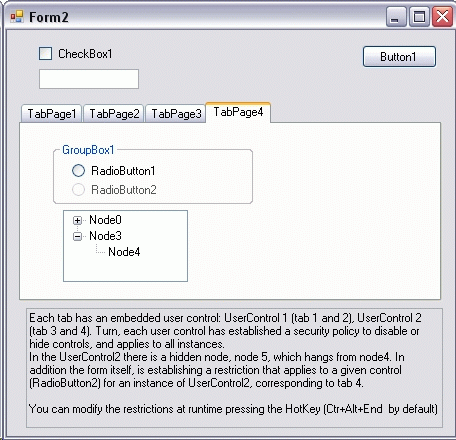 Form2
CheckBox1
Button1
TabPage1 TabPage2 TabPage3 TabPage4
GroupBox1
RadioButton1
RadioButton2
Node0
Node3
Node4
Each tab has an embedded user control: UserControl 1 (tab 1 and 2), UserControl 2
(tab 3 and 4). Turn, each user control has established a security policy to disable or
hide controls, and applies to all instances.
In the UserControl2 there is a hidden node, node 5, which hangs from node4. In
addition the form itself, is establishing a restriction that applies to a given control
(RadioButton2) for an instance of UserControl2, corresponding to tab 4.
You can modify the restrictions at runtime pressing the HotKey (Ctr+Alt+End by default)